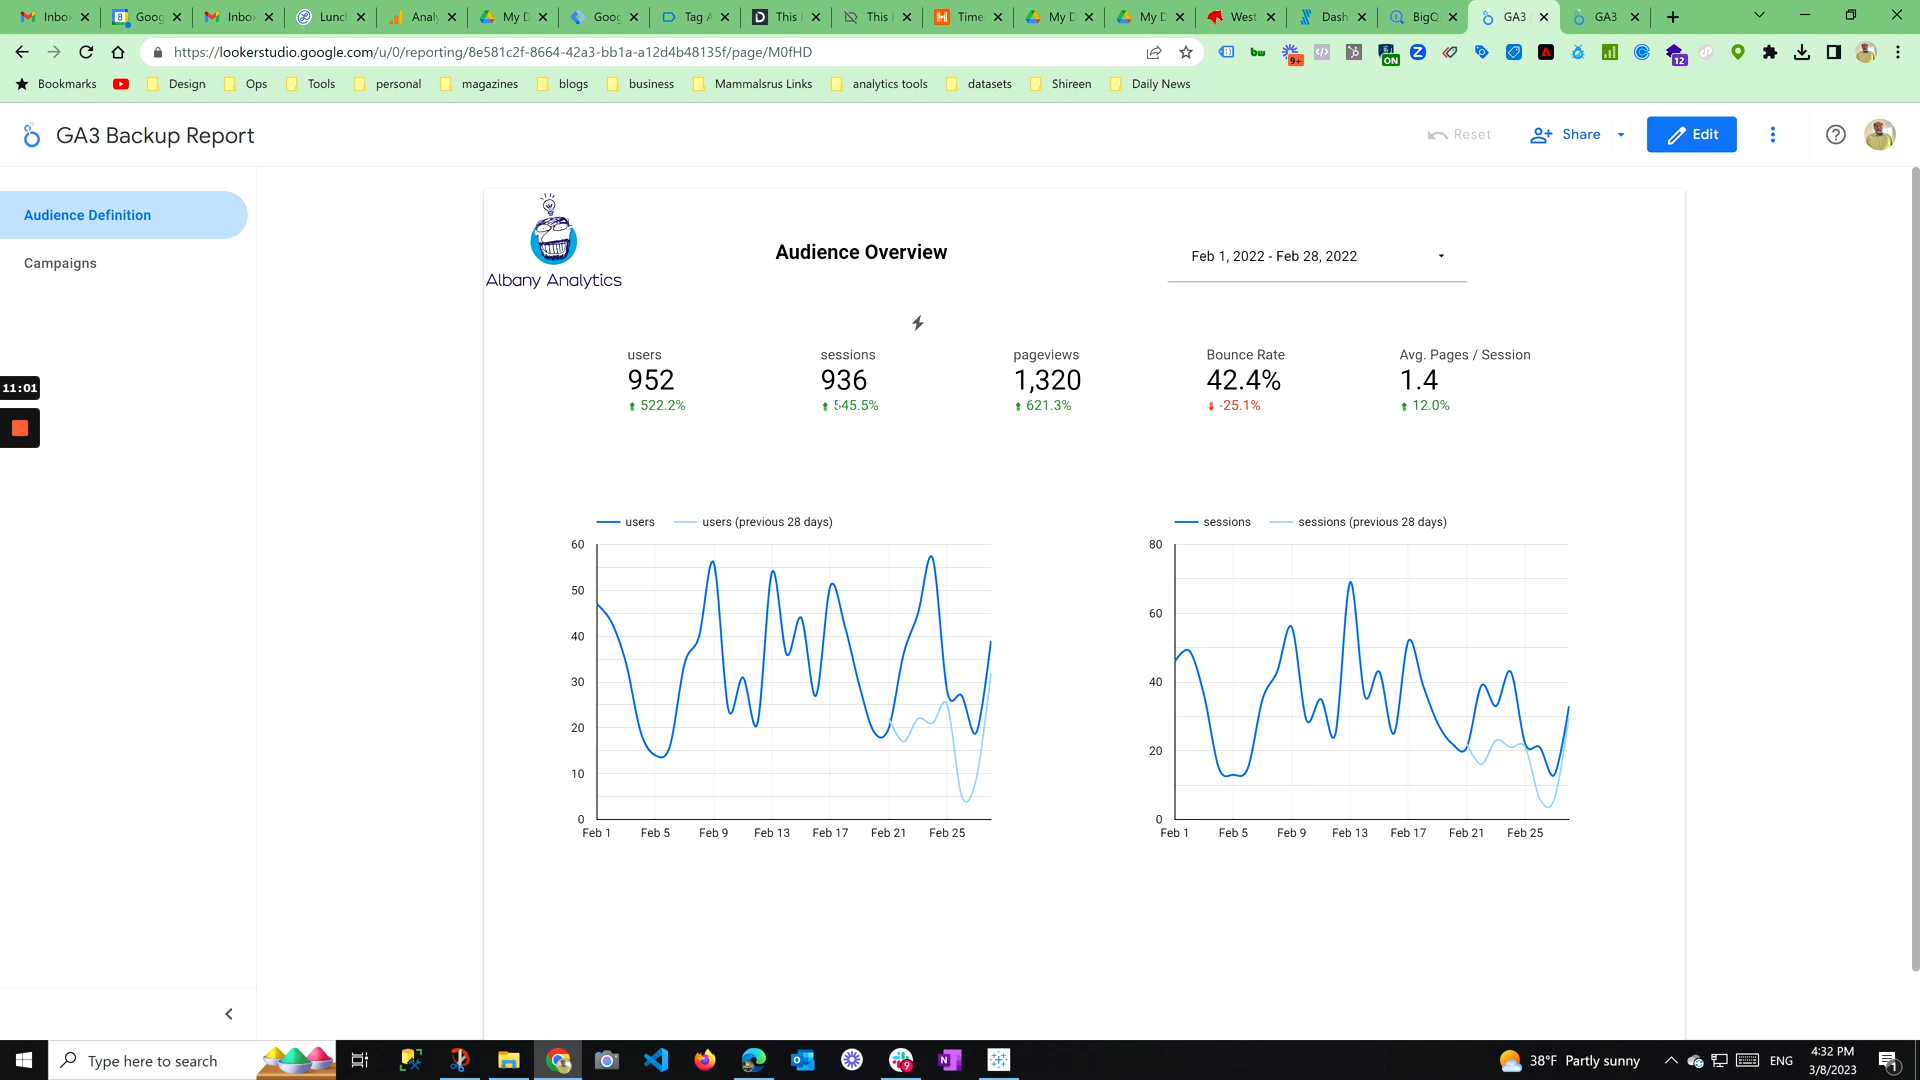 Inbo
Goog
Inbo
Lunc
Analy
My D
Goog
Tag A
This I
This I
Time
My D
My D
West
Dash
BigQ
GA3
GA3
https://lookerstudio.google.com/u/0/reporting/8e581c2f-8664-42a3-bb1a-a12d4b48135f/page/M0fHD
9+
ON
12
Bookmarks
Design
Ops
Tools
personal
magazines
blogs
business
Mammalsrus Links
analytics tools
datasets
Shireen
Daily News
GA3 Backup Report
Reset
Share
Edit
Audience Definition
Campaigns
11:01
Albany Analytics
Audience Overview
Feb 1, 2022 - Feb 28, 2022
users
952
522.2%
sessions
936
545.5%
pageviews
1,320
621.3%
Bounce Rate
42.4%
-25.1%
Avg. Pages / Session
1.4
12.0%
users
users (previous 28 days)
60
50
40
30
20
10
0
Feb 1
Feb 5
Feb 9
Feb 13
Feb 17
Feb 21
Feb 25
sessions
sessions (previous 28 days)
80
60
40
20
0
Feb 1
Feb 5
Feb 9
Feb 13
Feb 17
Feb 21
Feb 25
Type here to search
38°F Partly sunny
ENG
4:32 PM
3/8/2023